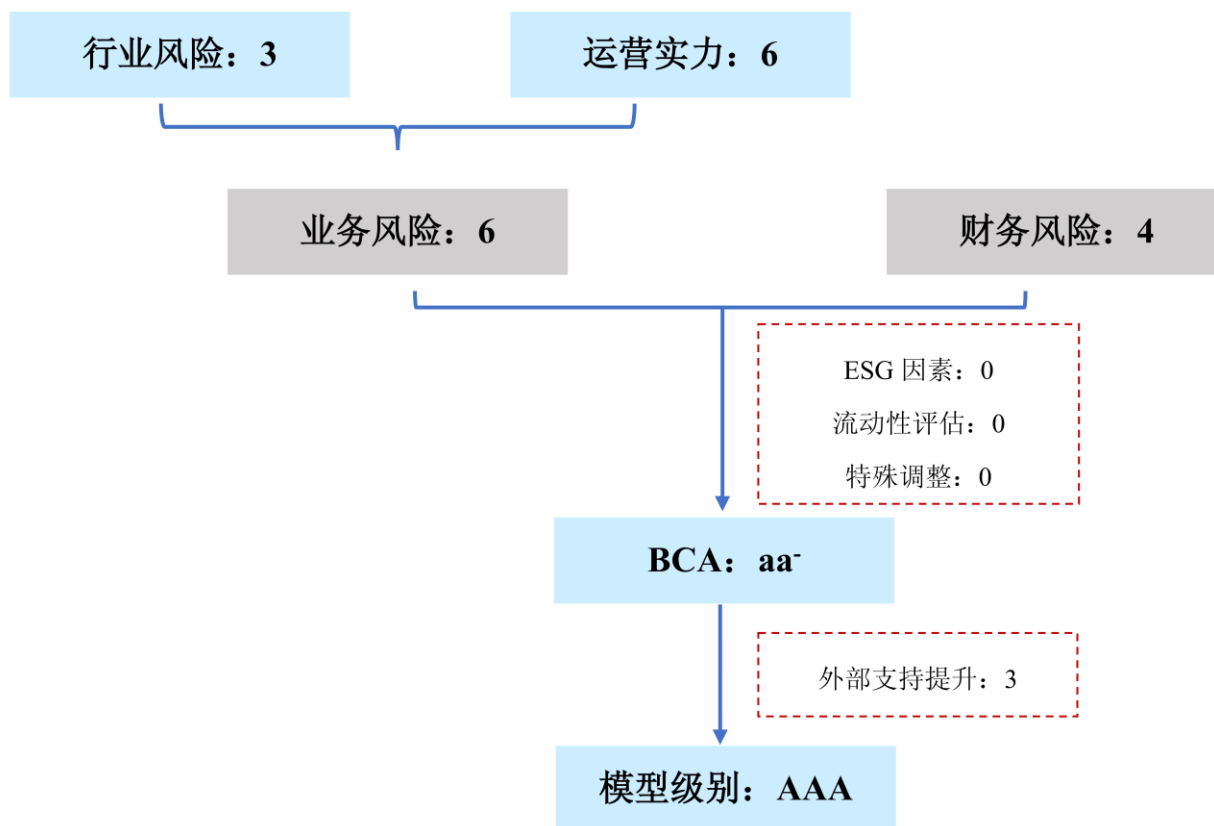 行业风险：3
运营实力：6
业务风险：6
财务风险：4
ESG 因素：0
流动性评估：0
特殊调整：0
BCA：aa⁻
外部支持提升：3
模型级别：AAA